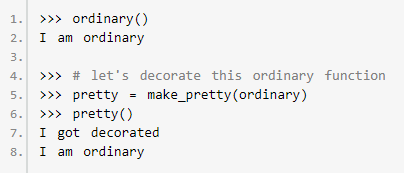 1. >>> ordinary()
2. I am ordinary
3.
4. >>> # let's decorate this ordinary function
5. >>> pretty = make_pretty(ordinary)
6. >>> pretty()
7. I got decorated
8. I am ordinary